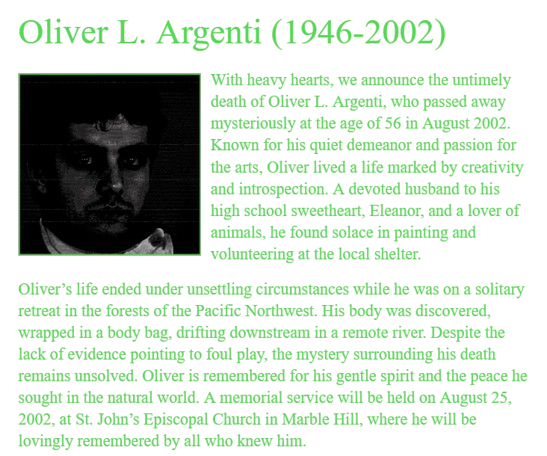 Oliver L. Argenti (1946-2002)
With heavy hearts, we announce the untimely
death of Oliver L. Argenti, who passed away
mysteriously at the age of 56 in August 2002.
Known for his quiet demeanor and passion for
the arts, Oliver lived a life marked by creativity
and introspection. A devoted husband to his
high school sweetheart, Eleanor, and a lover of
animals, he found solace in painting and
volunteering at the local shelter.
Oliver’s life ended under unsettling circumstances while he was on a solitary
retreat in the forests of the Pacific Northwest. His body was discovered,
wrapped in a body bag, drifting downstream in a remote river. Despite the
lack of evidence pointing to foul play, the mystery surrounding his death
remains unsolved. Oliver is remembered for his gentle spirit and the peace he
sought in the natural world. A memorial service will be held on August 25,
2002, at St. John’s Episcopal Church in Marble Hill, where he will be
lovingly remembered by all who knew him.